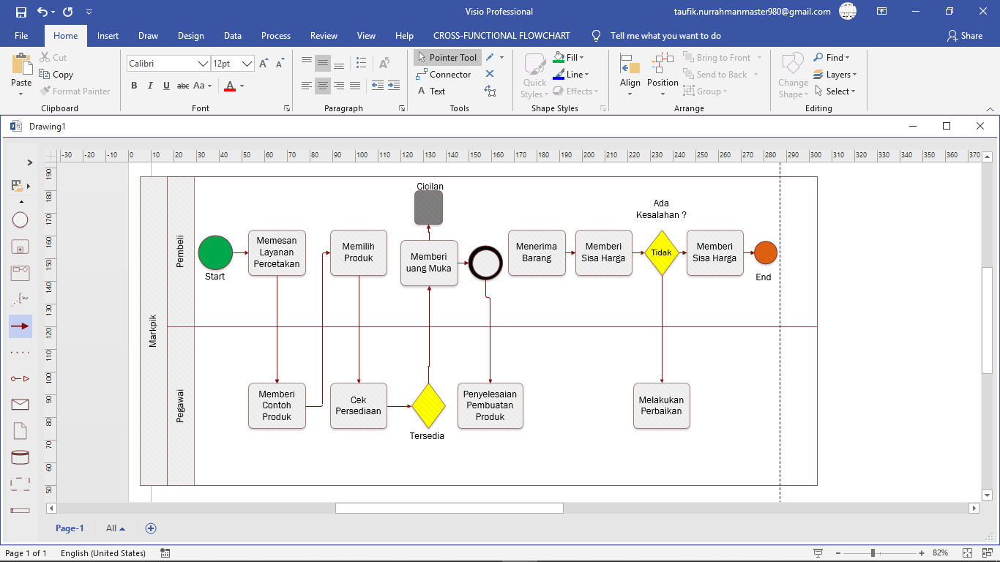 Visio Professional
taufik.nurrahmanmaster980@gmail.com
File Home Insert Draw Design Data Process Review View Help CROSS-FUNCTIONAL FLOWCHART Tell me what you want to do Share
Paste
Cut
Copy
Format Painter
Clipboard
Calibri 12pt
B I U abc Aa A
Font
Paragraph
Pointer Tool
Connector
A Text
Tools
Quick
Styles
Fill
Line
Effects
Shape Styles
Align
Position
Bring to Front
Send to Back
Group
Arrange
Change
Shape
Find
Layers
Select
Editing
Drawing1
-30 -20 -10 0 10 20 30 40 50 60 70 80 90 100 110 120 130 140 150 160 170 180 190 200 210 220 230 240 250 260 270 280 290 300 310 320 330 340 350 360 370
190
180
170
160
150
140
130
120
110
100
90
80
70
60
50
Markpik
Pembeli
Start
Memesan
Layanan
Percetakan
Memilih
Produk
Cicilan
Memberi
uang Muka
Menerima
Barang
Memberi
Sisa Harga
Ada
Kesalahan ?
Tidak
Memberi
Sisa Harga
End
Pegawai
Memberi
Contoh
Produk
Cek
Persediaan
Tersedia
Penyelesaian
Pembuatan
Produk
Melakukan
Perbaikan
Page-1 All
Page 1 of 1 English (United States) 82%